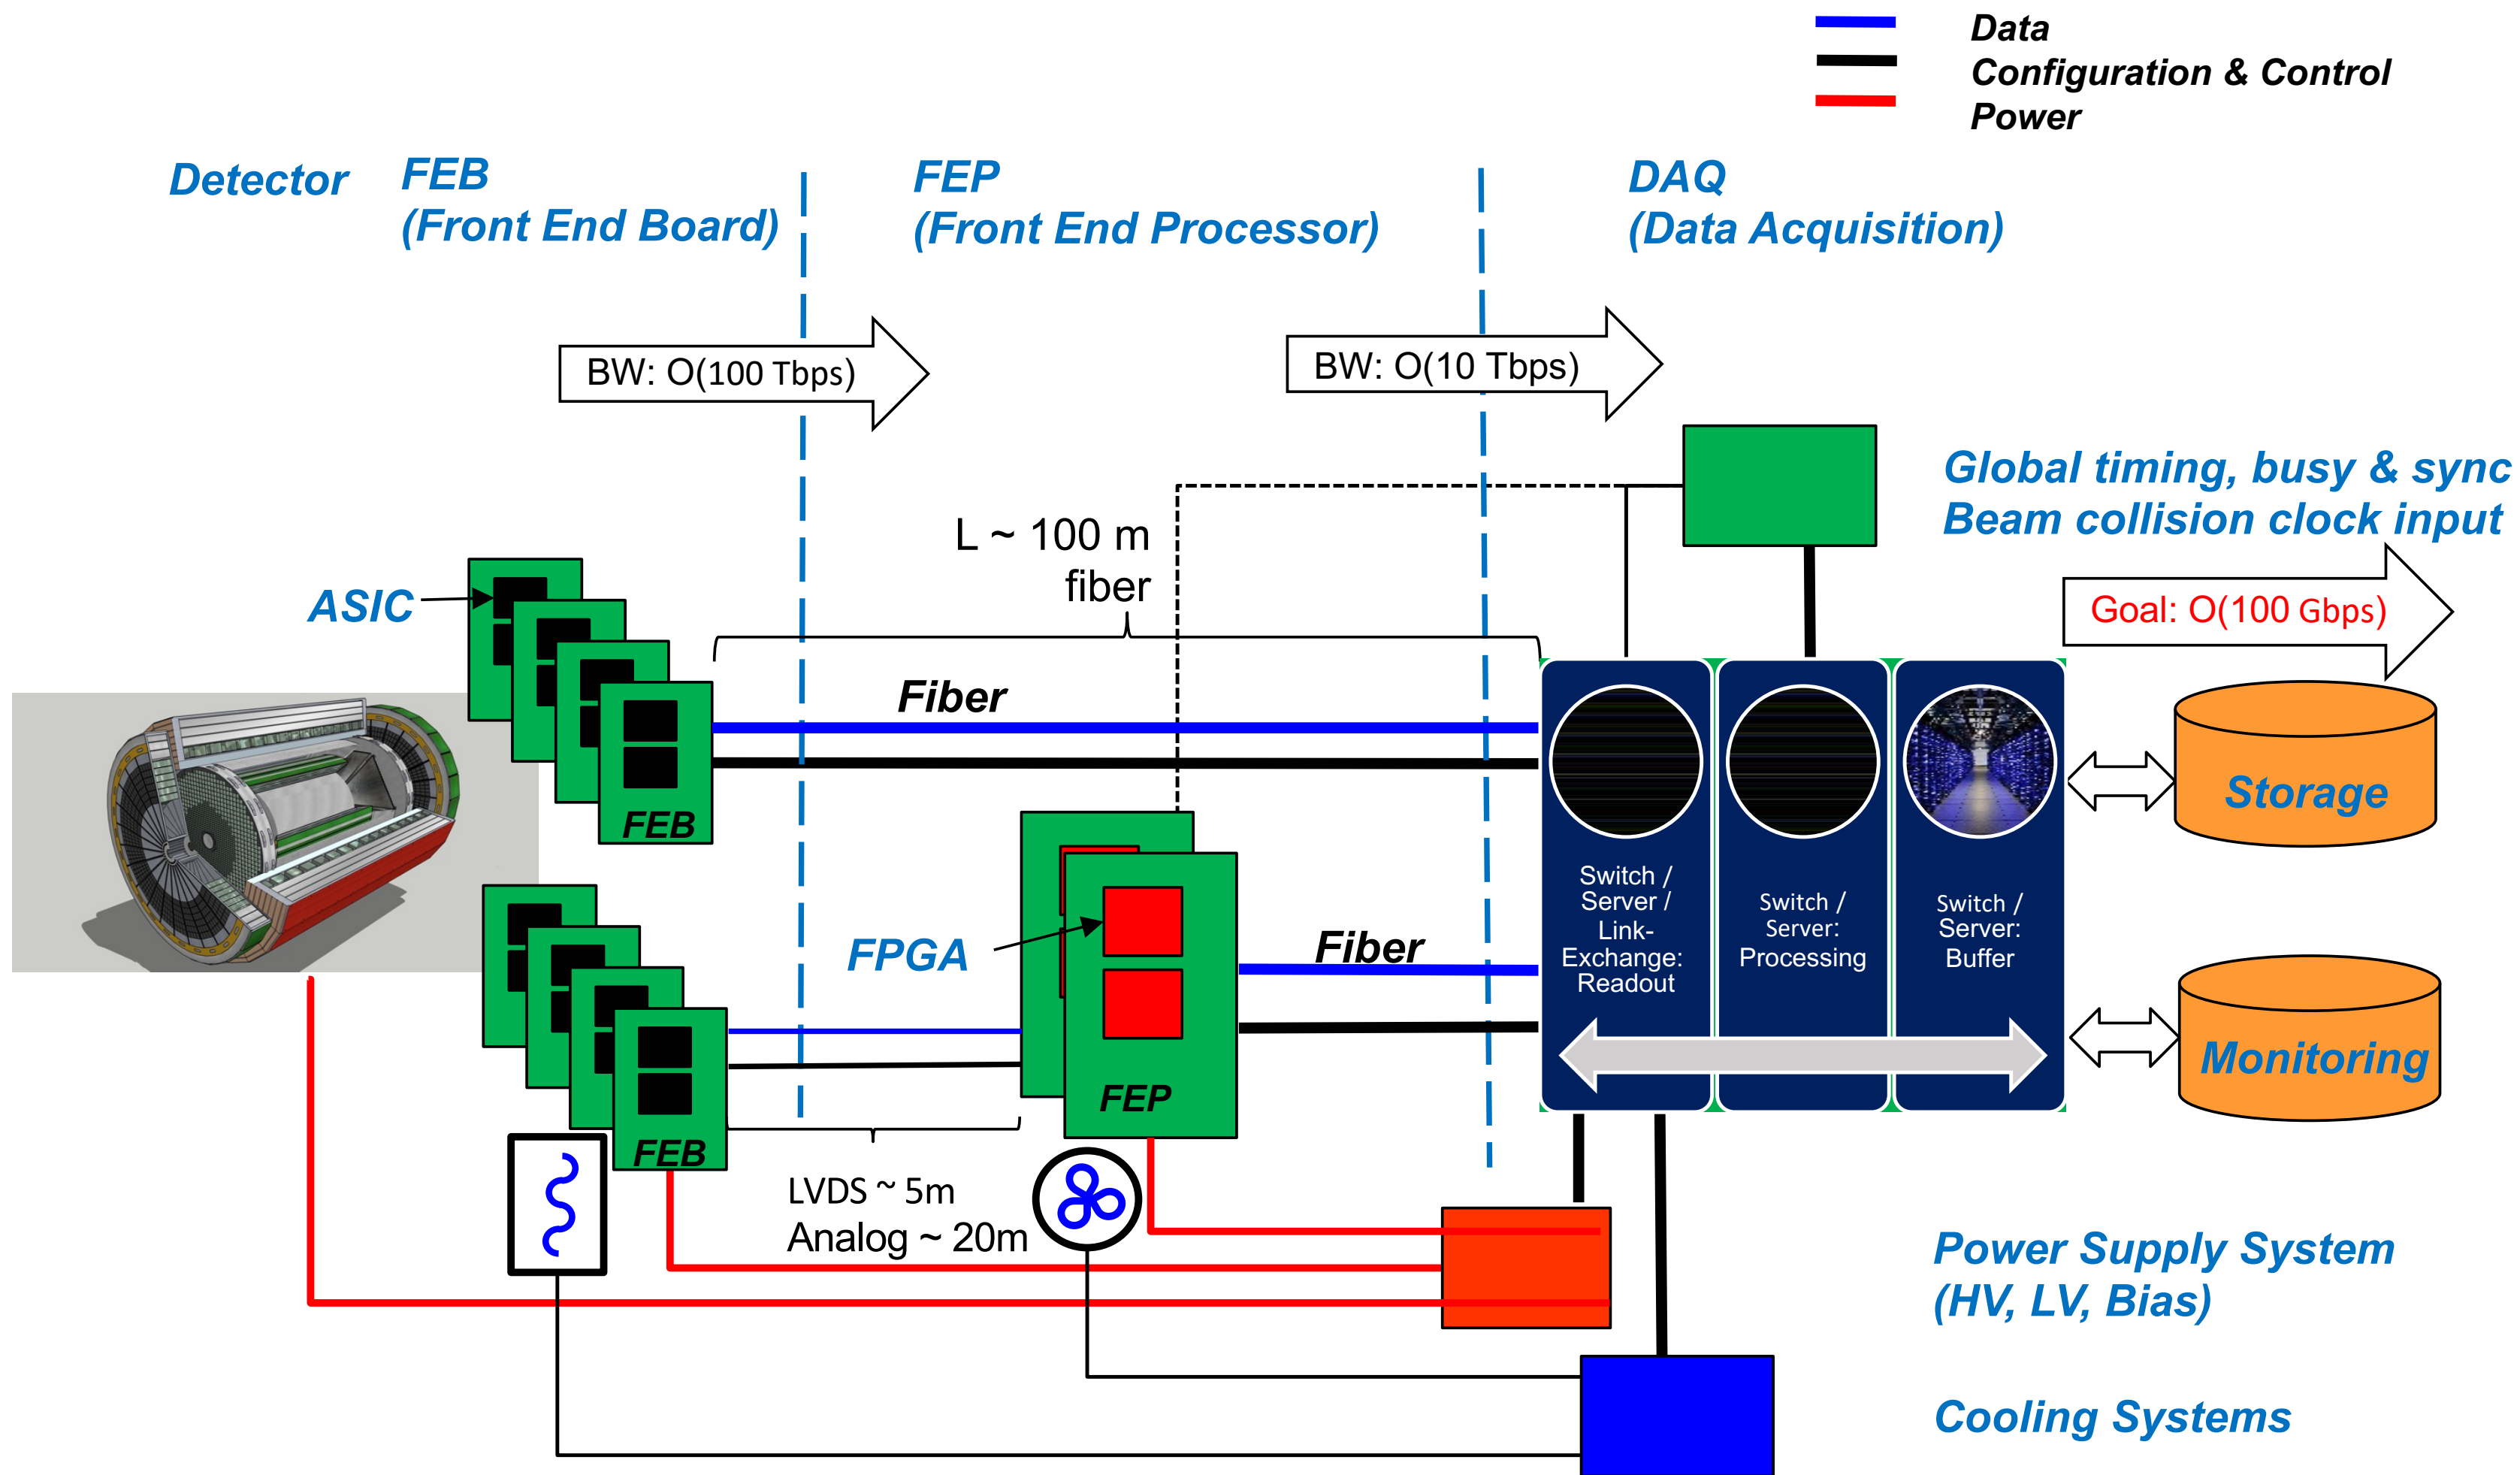 Data
Configuration & Control
Power
Detector
FEB
(Front End Board)
FEP
(Front End Processor)
DAQ
(Data Acquisition)
BW: O(100 Tbps)
BW: O(10 Tbps)
Global timing, busy & sync
Beam collision clock input
L ~ 100 m
fiber
ASIC
Goal: O(100 Gbps)
Fiber
FEB
Storage
Switch /
Server /
Link-
Exchange:
Readout
Switch /
Server:
Processing
Switch /
Server:
Buffer
FPGA
Fiber
Monitoring
FEP
FEB
LVDS ~ 5m
Analog ~ 20m
Power Supply System
(HV, LV, Bias)
Cooling Systems